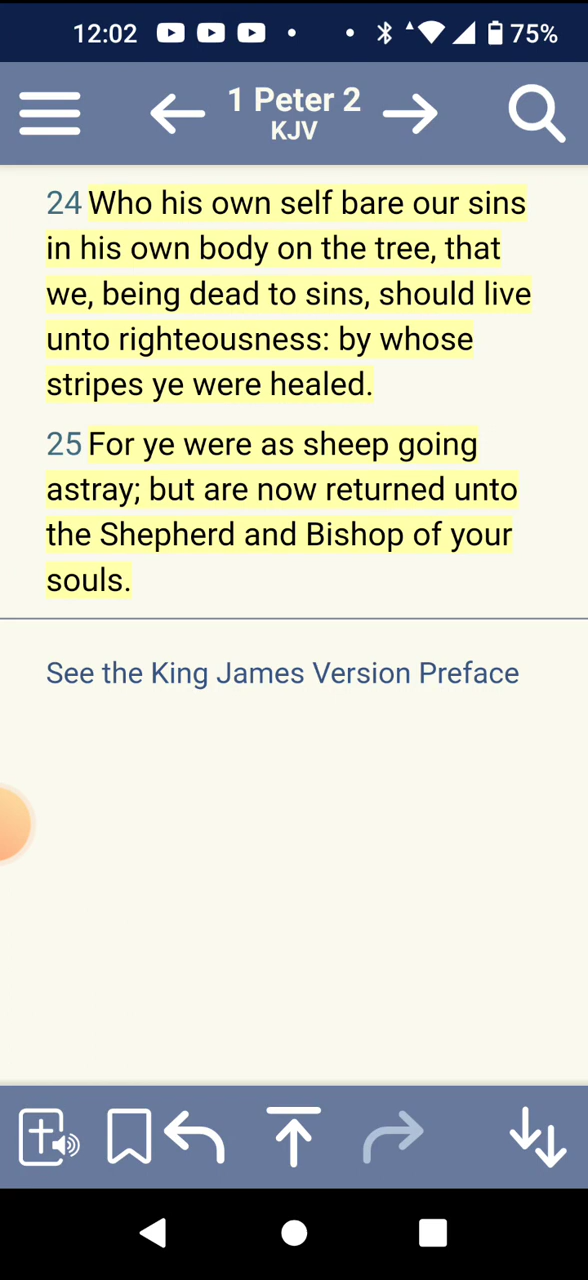 12:02
75%
1 Peter 2
KJV
24 Who his own self bare our sins
in his own body on the tree, that
we, being dead to sins, should live
unto righteousness: by whose
stripes ye were healed.
25 For ye were as sheep going
astray; but are now returned unto
the Shepherd and Bishop of your
souls.
See the King James Version Preface